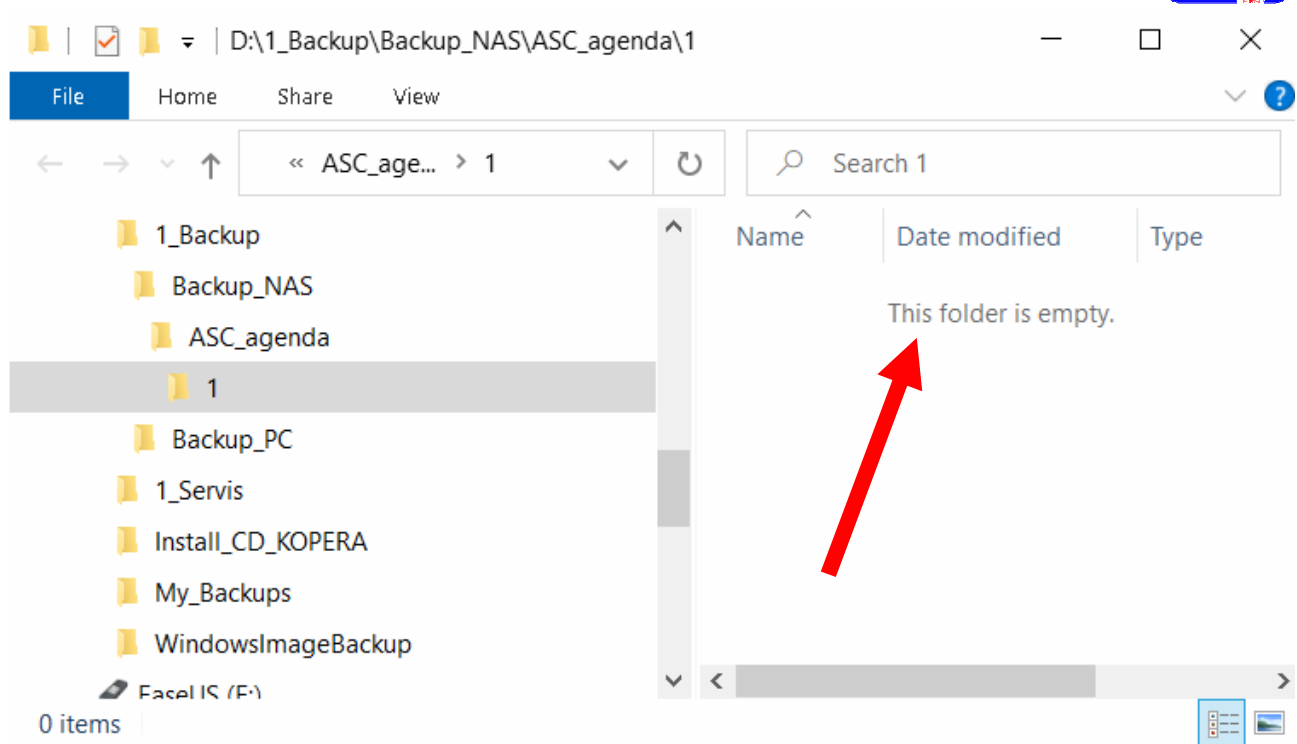 D:\1_Backup\Backup_NAS\ASC_agenda\1
File Home Share View
?
« ASC_age... > 1
Search 1
Name Date modified Type
This folder is empty.
1_Backup
Backup_NAS
ASC_agenda
1
Backup_PC
1_Servis
Install_CD_KOPERA
My_Backups
WindowsImageBackup
EaseUS (F:)
0 items